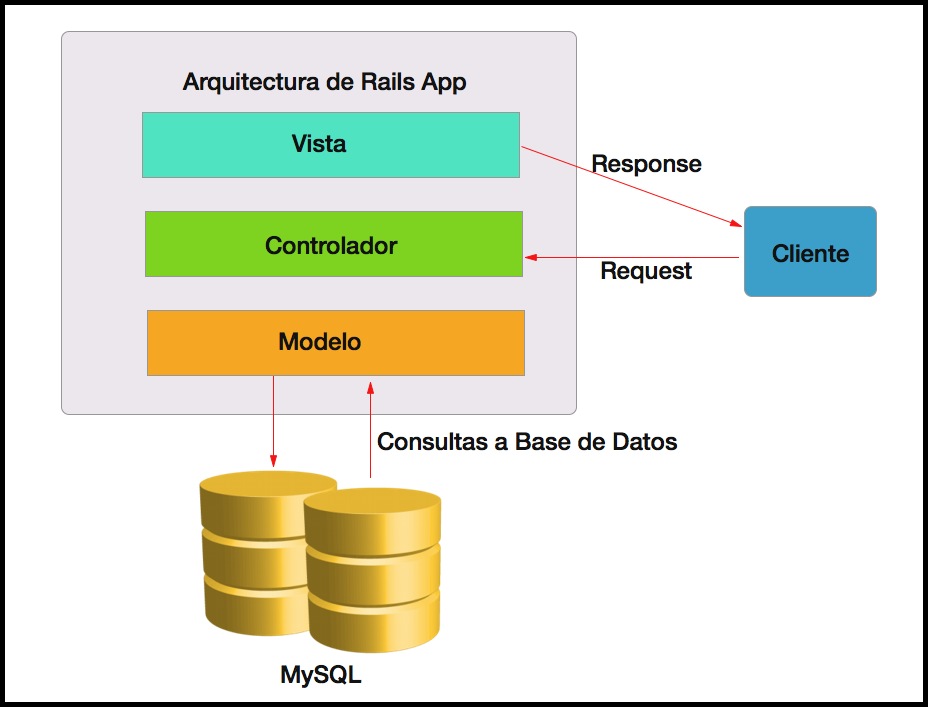 Arquitectura de Rails App
Vista
Response
Controlador
Cliente
Request
Modelo
Consultas a Base de Datos
MySQL